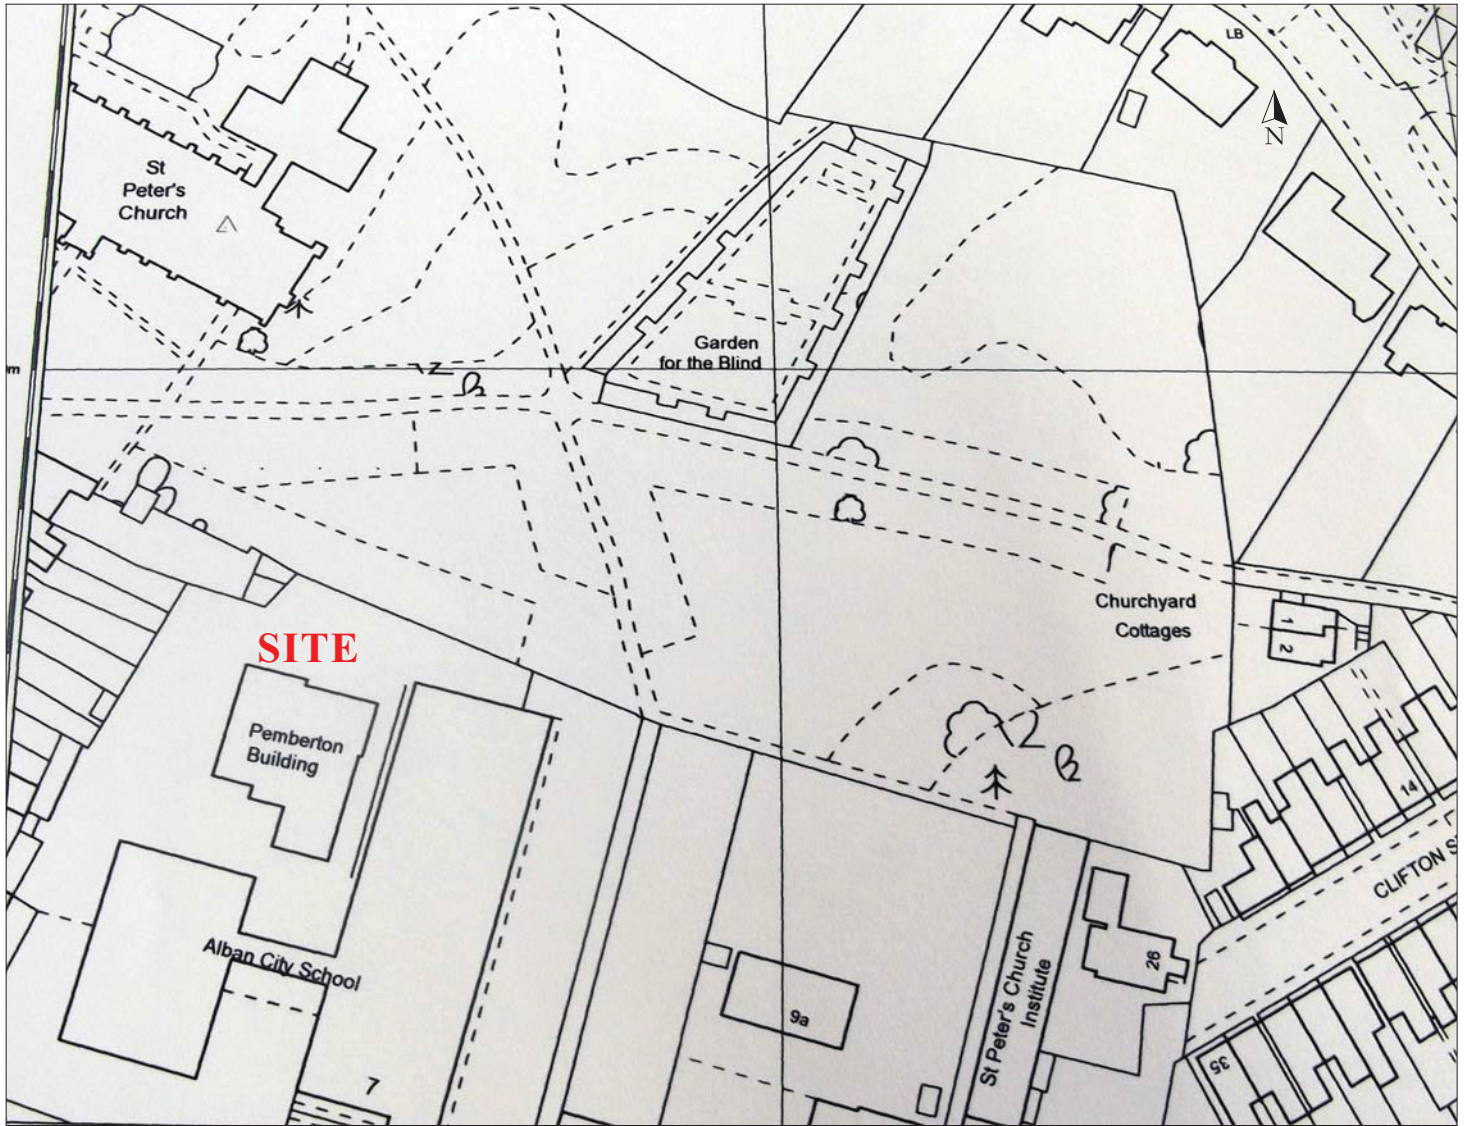 LB
N
St
Peter's
Church
Garden
for the Blind
m
Churchyard
Cottages
1
2
SITE
Pemberton
Building
14
CLIFTON S
Alban City School
26
St Peter's Church
Institute
9a
35
7